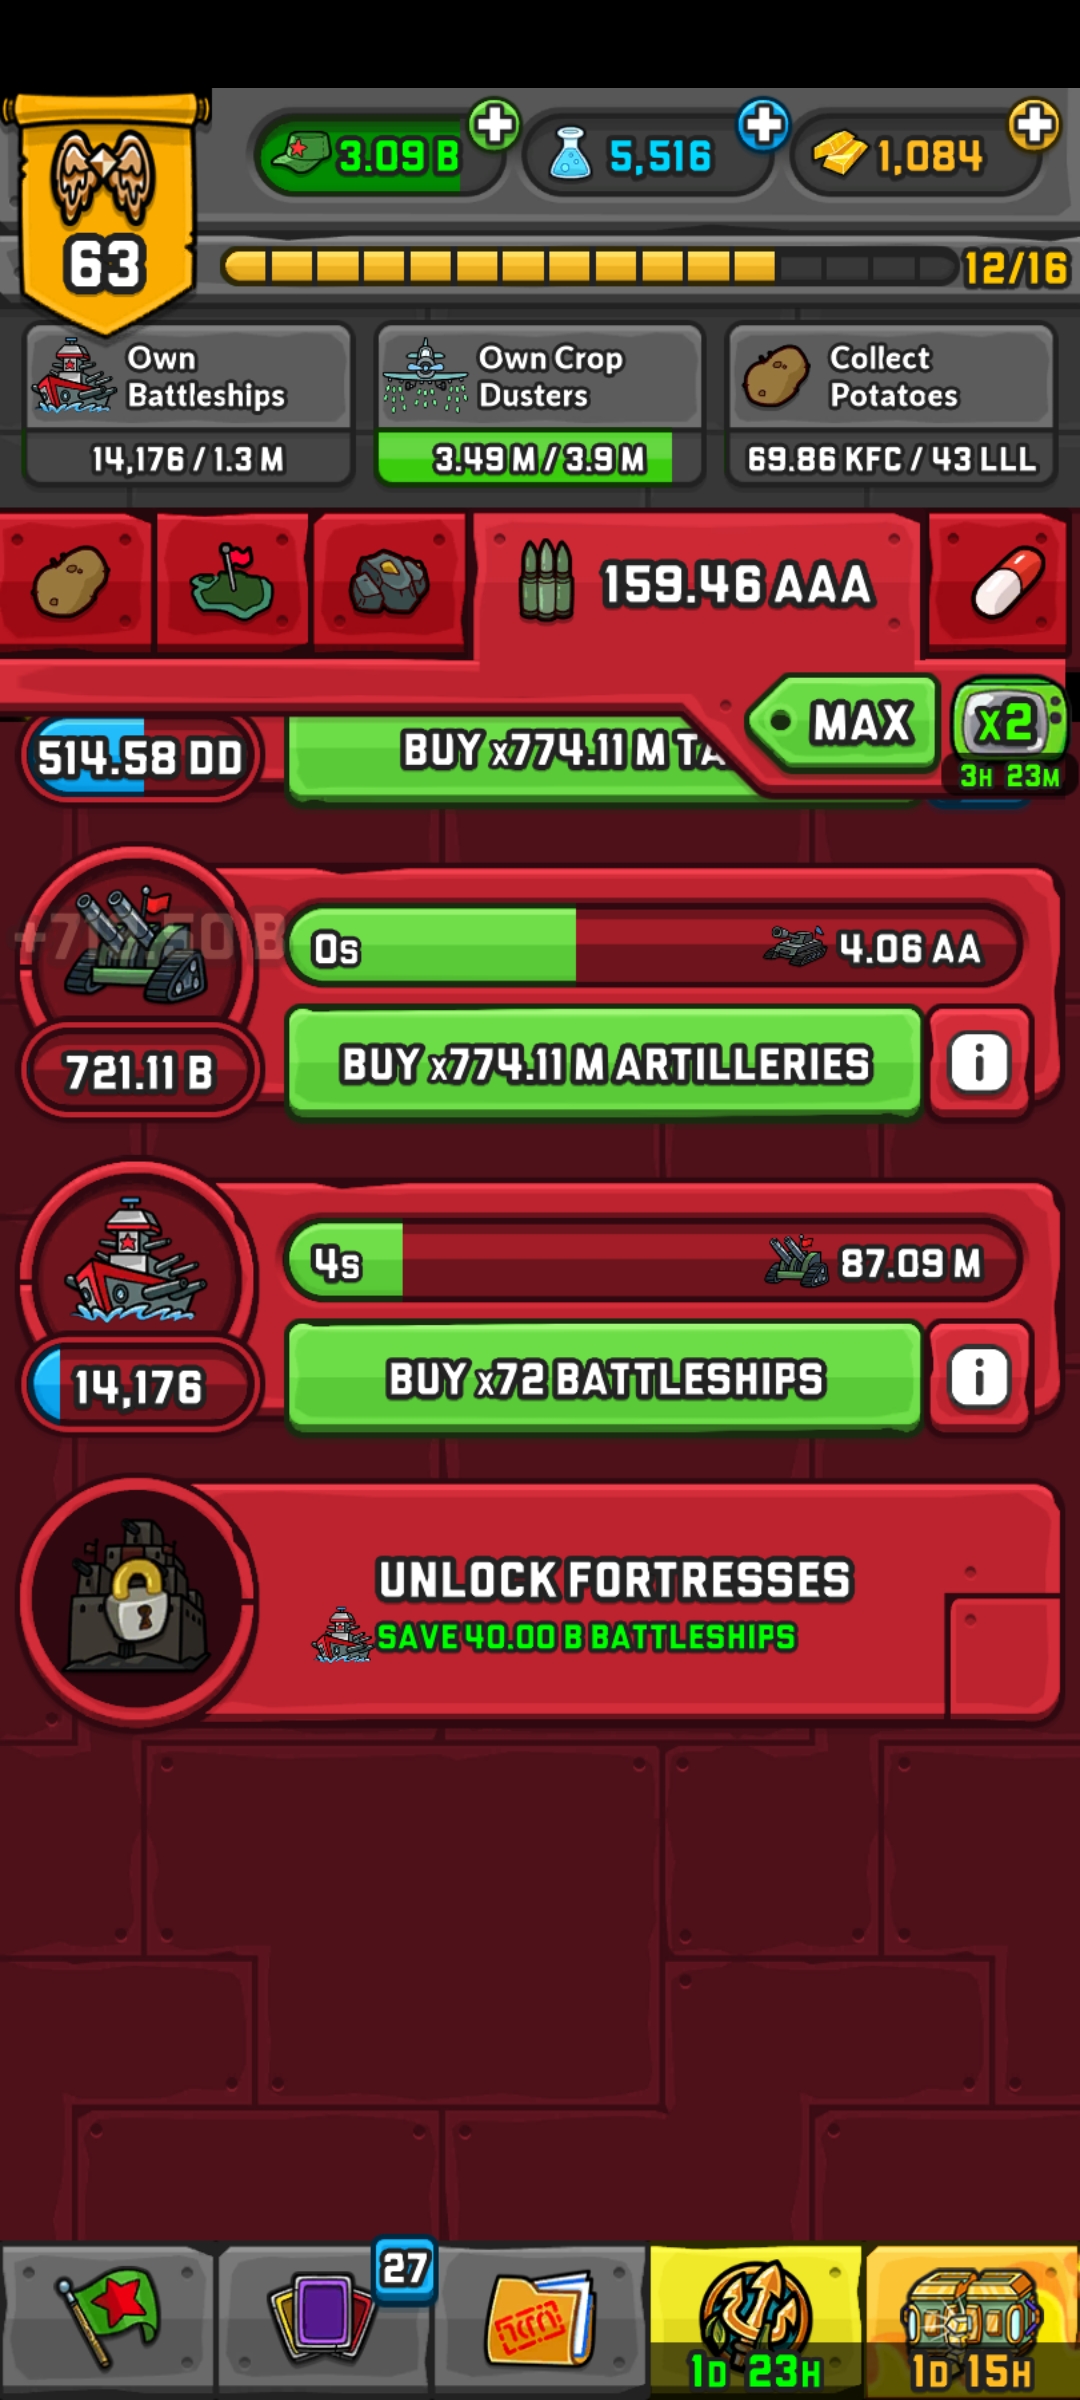 3.09 B
5,516
1,084
63
12/16
Own
Battleships
14,176 / 1.3 M
Own Crop
Dusters
3.49 M / 3.9 M
Collect
Potatoes
69.86 KFC / 43 LLL
159.46 AAA
MAX
x2
3H 23M
514.58 DD
BUY x774.11 M TA
0s
4.06 AA
721.11 B
BUY x774.11 M ARTILLERIES
i
4s
87.09 M
14,176
BUY x72 BATTLESHIPS
i
UNLOCK FORTRESSES
SAVE 40.00 B BATTLESHIPS
27
1D 23H
1D 15H